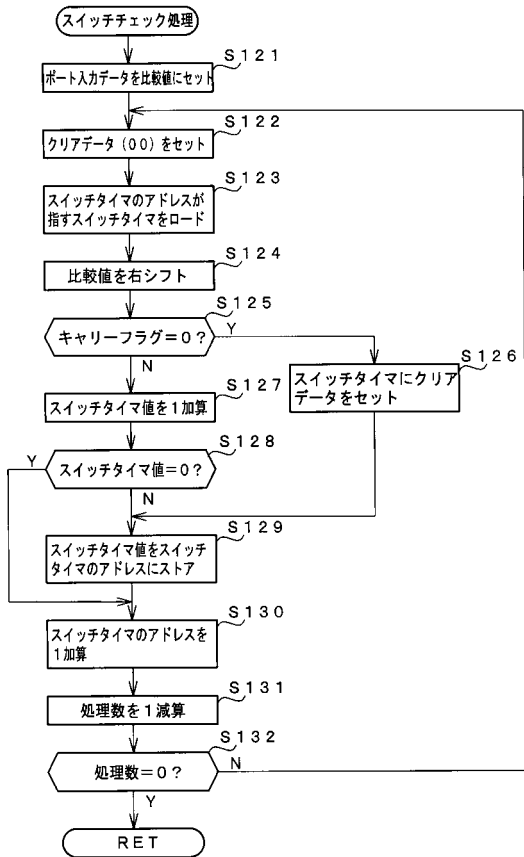 スイッチチェック処理
S121
ポート入力データを比較値にセット
S122
クリアデータ(00)をセット
S123
スイッチタイマのアドレスが
指すスイッチタイマをロード
S124
比較値を右シフト
S125
キャリーフラグ=0?
Y
N
S126
スイッチタイマにクリア
データをセット
S127
スイッチタイマ値を1加算
S128
Y
スイッチタイマ値=0?
N
S129
スイッチタイマ値をスイッチ
タイマのアドレスにストア
S130
スイッチタイマのアドレスを
1加算
S131
処理数を1減算
S132
処理数=0?
N
Y
RET